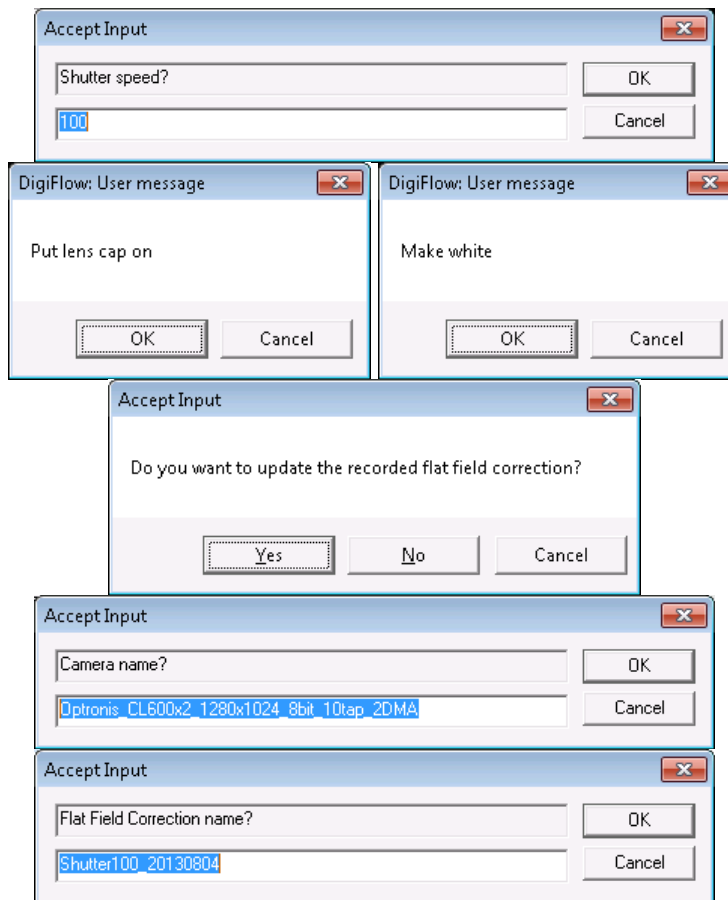 Accept Input
Shutter speed?
OK
100
Cancel
DigiFlow: User message
DigiFlow: User message
Put lens cap on
Make white
OK
Cancel
OK
Cancel
Accept Input
Do you want to update the recorded flat field correction?
Yes
No
Cancel
Accept Input
Camera name?
OK
Optronis_CL600x2_1280x1024_8bit_10tap_2DMA
Cancel
Accept Input
Flat Field Correction name?
OK
Shutter100_20130804
Cancel